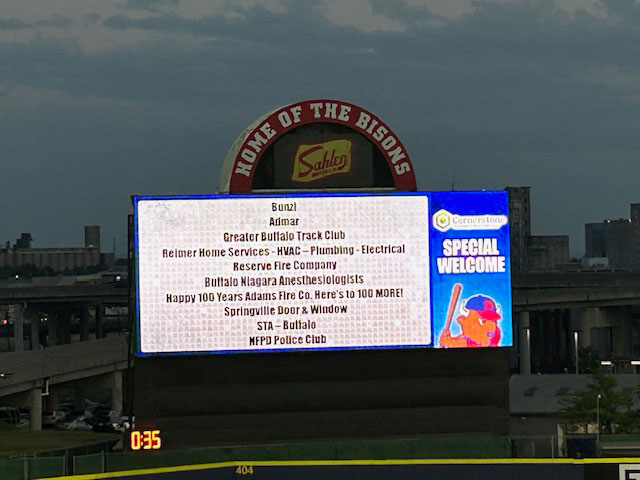 HOME OF THE BISONS
Sahlen
Bunzl
Admar
Greater Buffalo Track Club
Reimer Home Services - HVAC – Plumbing - Electrical
Reserve Fire Company
Buffalo Niagara Anesthesiologists
Happy 100 Years Adams Fire Co. Here's to 100 MORE!
Springville Door & Window
STA – Buffalo
NFPD Police Club
Cornerstone
SPECIAL
WELCOME
0:35
404